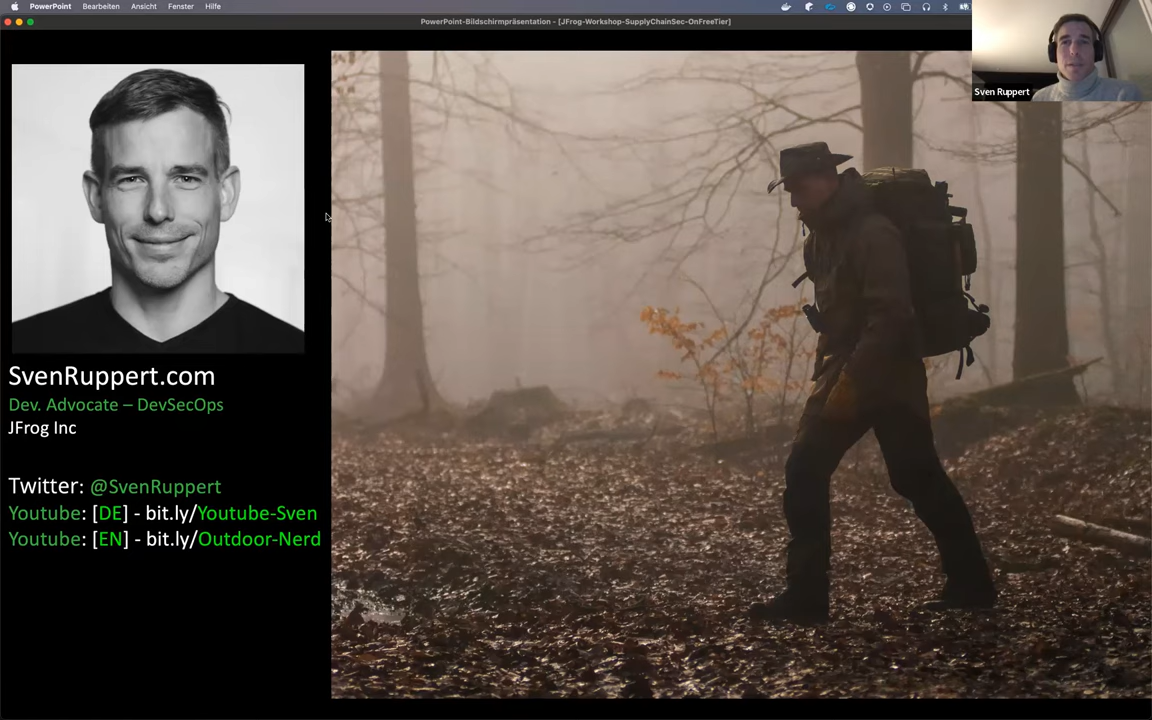 PowerPoint Bearbeiten Ansicht Fenster Hilfe
PowerPoint-Bildschirmpräsentation - [JFrog-Workshop-SupplyChainSec-OnFreeTier]
Sven Ruppert
SvenRuppert.com
Dev. Advocate – DevSecOps
JFrog Inc
Twitter: @SvenRuppert
Youtube: [DE] - bit.ly/Youtube-Sven
Youtube: [EN] - bit.ly/Outdoor-Nerd